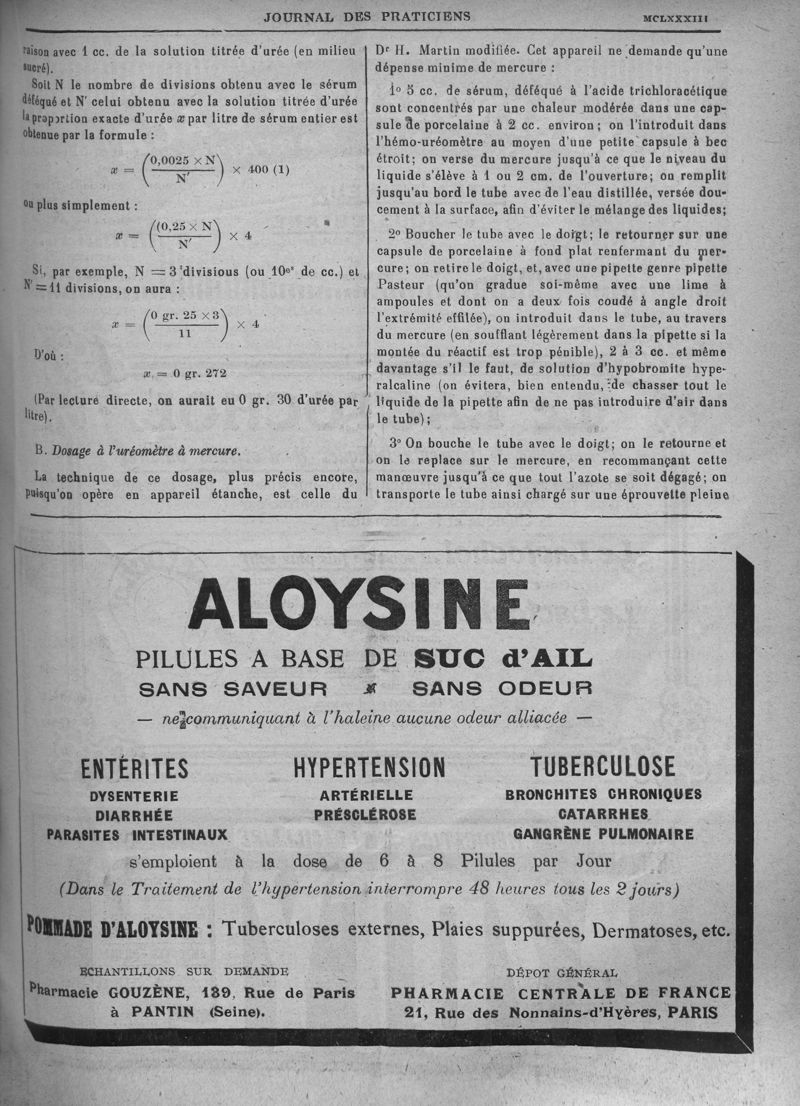 JOURNAL DES PRATICIENS MCLXXXIII
raison avec 1 cc. de la solution titrée d'urée (en milieu
sucré).
Soit N le nombre de divisions obtenu avec le sérum
déféqué et N' celui obtenu avec la solution titrée d'urée
la proportion exacte d'urée x par litre de sérum entier est
obtenue par la formule :
x = (0,0025 × N / N') × 400 (1)
ou plus simplement :
x = ((0,25 × N / N') × 4
Si, par exemple, N = 3 divisious (ou 10es de cc.) et
N' = 11 divisions, on aura :
x = (0 gr. 25 × 3 / 11) × 4
D'où :
x = 0 gr. 272
(Par lecture directe, on aurait eu 0 gr. 30 d'urée par
litre).
B. Dosage à l'uréomètre à mercure.
La technique de ce dosage, plus précis encore,
puisqu'on opère en appareil étanche, est celle du
Dr H. Martin modifiée. Cet appareil ne demande qu'une
dépense minime de mercure :
1o 5 cc. de sérum, déféqué à l'acide trichloracétique
sont concentrés par une chaleur modérée dans une cap-
sule de porcelaine à 2 cc. environ ; on l'introduit dans
l'hémo-uréomètre au moyen d'une petite capsule à bec
étroit ; on verse du mercure jusqu'à ce que le niveau du
liquide s'élève à 1 ou 2 cm. de l'ouverture ; on remplit
jusqu'au bord le tube avec de l'eau distillée, versée dou-
cement à la surface, afin d'éviter le mélange des liquides ;
2o Boucher le tube avec le doigt ; le retourner sur une
capsule de porcelaine à fond plat renfermant du mer-
cure ; on retire le doigt, et, avec une pipette genre pipette
Pasteur (qu'on gradue soi-même avec une lime à
ampoules et dont on a deux fois coudé à angle droit
l'extrémité effilée), on introduit dans le tube, au travers
du mercure (en soufflant légèrement dans la pipette si la
montée du réactif est trop pénible), 2 à 3 cc. et même
davantage s'il le faut, de solution d'hypobromite hype-
ralcaline (on évitera, bien entendu, de chasser tout le
liquide de la pipette afin de ne pas introduire d'air dans
le tube) ;
3o On bouche le tube avec le doigt ; on le retourne et
on le replace sur le mercure, en recommançant cette
manœuvre jusqu'à ce que tout l'azote se soit dégagé ; on
transporte le tube ainsi chargé sur une éprouvette pleine
ALOYSINE
PILULES A BASE DE SUC d'AIL
SANS SAVEUR SANS ODEUR
— ne communiquant à l'haleine aucune odeur alliacée —
ENTÉRITES
DYSENTERIE
DIARRHÉE
PARASITES INTESTINAUX
HYPERTENSION
ARTÉRIELLE
PRÉSCLÉROSE
TUBERCULOSE
BRONCHITES CHRONIQUES
CATARRHES
GANGRÈNE PULMONAIRE
s'emploient à la dose de 6 à 8 Pilules par Jour
(Dans le Traitement de l'hypertension interrompre 48 heures tous les 2 jours)
POMMADE D'ALOYSINE : Tuberculoses externes, Plaies suppurées, Dermatoses, etc.
ECHANTILLONS SUR DEMANDE
Pharmacie GOUZÈNE, 189, Rue de Paris
à PANTIN (Seine).
DÉPOT GÉNÉRAL
PHARMACIE CENTRALE DE FRANCE
21, Rue des Nonnains-d'Hyères, PARIS